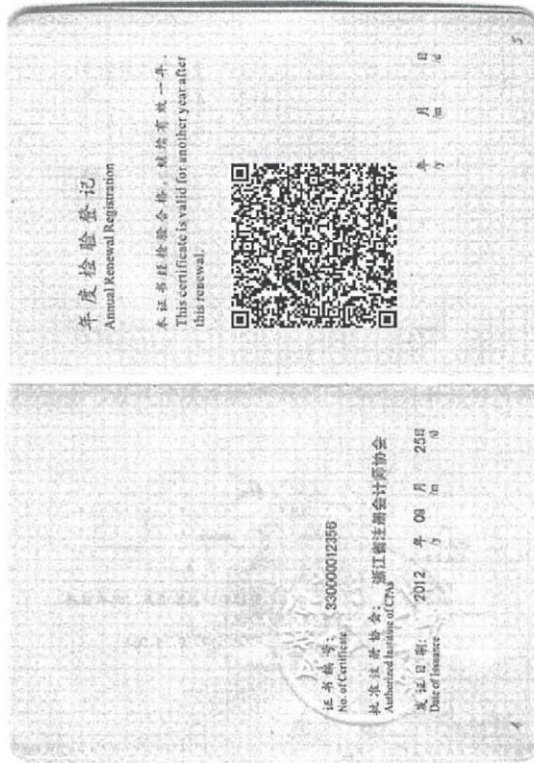 证书编号: 330000012356
No. of Certificate
批准注册协会: 浙江省注册会计师协会
Authorized Institute of CPAs
发证日期: 2012 年 08 月 25日
Date of Issuance /y /m /d
4
年度检验登记
Annual Renewal Registration
本证书经检验合格,继续有效一年.
This certificate is valid for another year after
this renewal.
年 月 日
/y /m /d
5